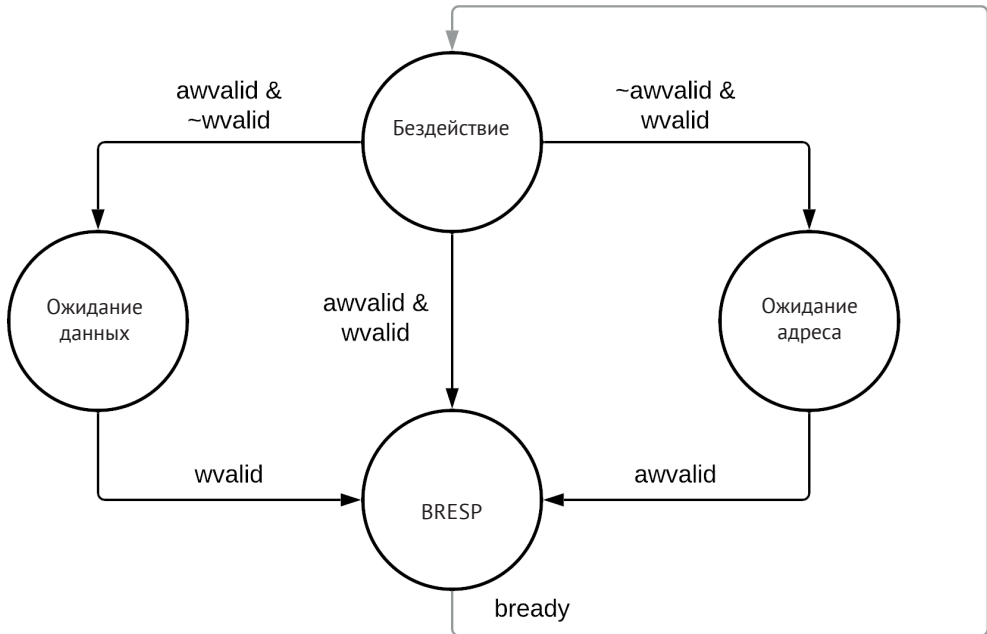 awvalid &
~wvalid
Бездействие
~awvalid &
wvalid
Ожидание
данных
awvalid &
wvalid
Ожидание
адреса
wvalid
BRESP
awvalid
bready